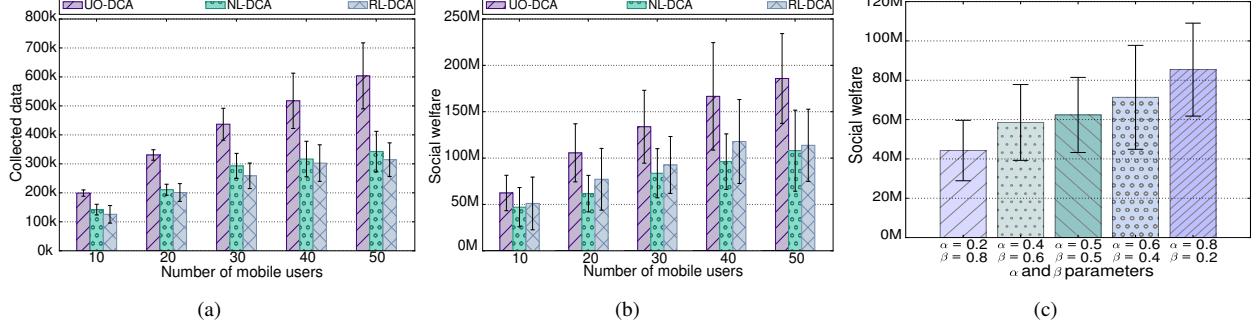 UO-DCA NL-DCA RL-DCA
800k
700k
600k
500k
400k
300k
200k
100k
0k
Collected data
10 20 30 40 50
Number of mobile users
(a)
UO-DCA NL-DCA RL-DCA
250M
200M
150M
100M
50M
0M
Social welfare
10 20 30 40 50
Number of mobile users
(b)
120M
100M
80M
60M
40M
20M
0M
Social welfare
α = 0.2 α = 0.4 α = 0.5 α = 0.6 α = 0.8
β = 0.8 β = 0.6 β = 0.5 β = 0.4 β = 0.2
α and β parameters
(c)